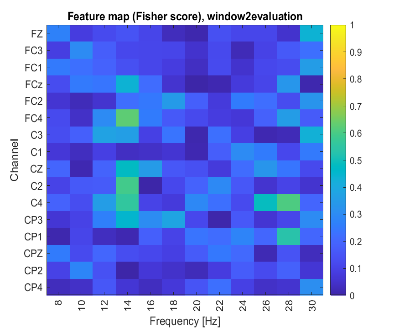 Feature map (Fisher score), window2evaluation
Channel
FZ
FC3
FC1
FCz
FC2
FC4
C3
C1
CZ
C2
C4
CP3
CP1
CPZ
CP2
CP4
8 10 12 14 16 18 20 22 24 26 28 30
Frequency [Hz]
1
0.9
0.8
0.7
0.6
0.5
0.4
0.3
0.2
0.1
0